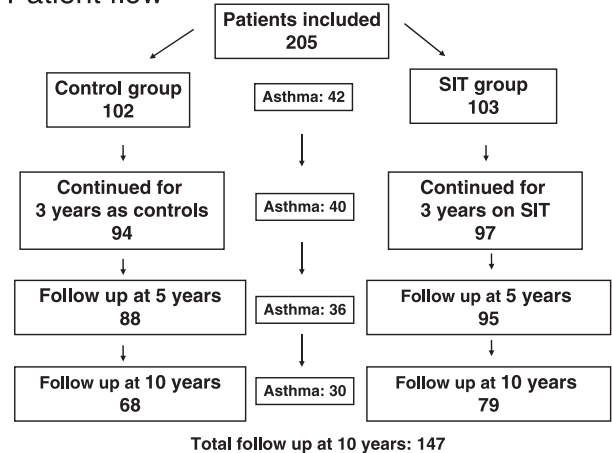 Patient flow
Patients included
205
Control group
102
Asthma: 42
SIT group
103
Continued for
3 years as controls
94
Asthma: 40
Continued for
3 years on SIT
97
Follow up at 5 years
88
Asthma: 36
Follow up at 5 years
95
Follow up at 10 years
68
Asthma: 30
Follow up at 10 years
79
Total follow up at 10 years: 147